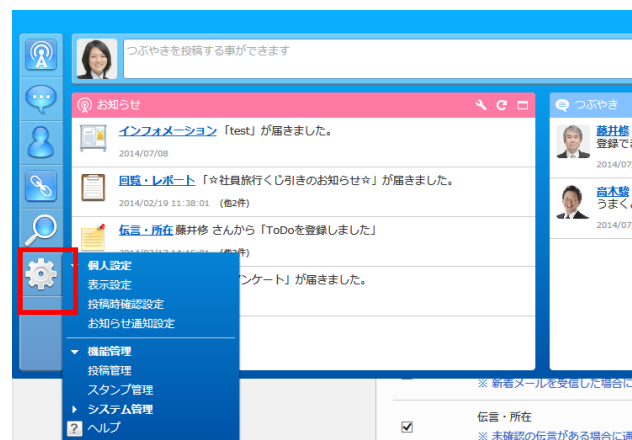 つぶやきを投稿する事ができます
お知らせ
インフォメーション「test」が届きました。
2014/07/08
回覧・レポート「☆社員旅行くじ引きのお知らせ☆」が届きました。
2014/02/19 11:38:01 (他2件)
伝言・所在 藤井修 さんから「ToDoを登録しました」
ンケート」が届きました。
つぶやき
藤井修
登録でき
2014/07
高木駿
うまく
2014/07
個人設定
表示設定
投稿時確認設定
お知らせ通知設定
機能管理
投稿管理
スタンプ管理
システム管理
? ヘルプ
※ 新着メールを受信した場合に
伝言・所在
※ 未確認の伝言がある場合に通